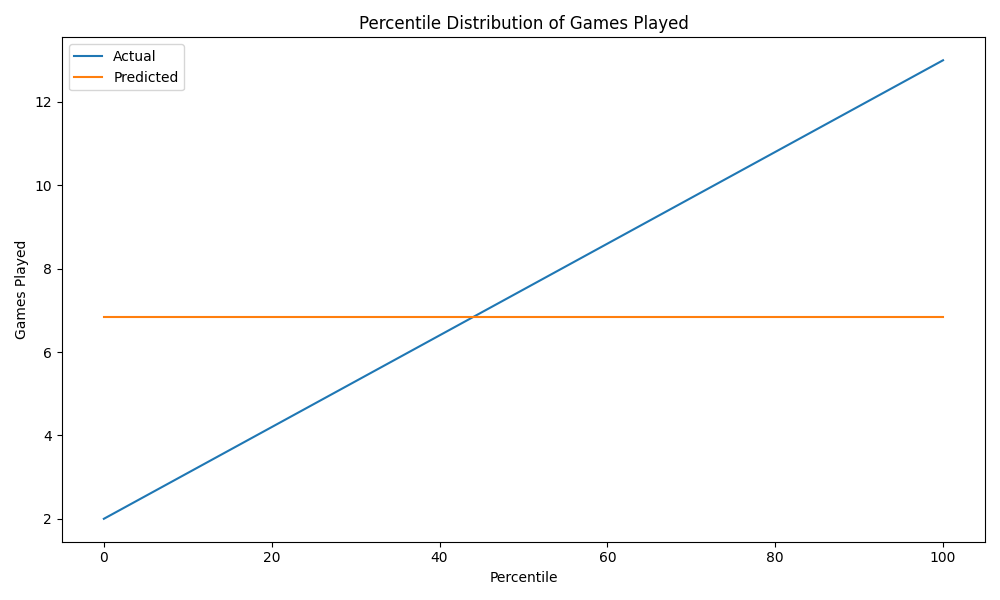 Percentile Distribution of Games Played
Actual
Predicted
Games Played
12
10
8
6
4
2
0 20 40 60 80 100
Percentile